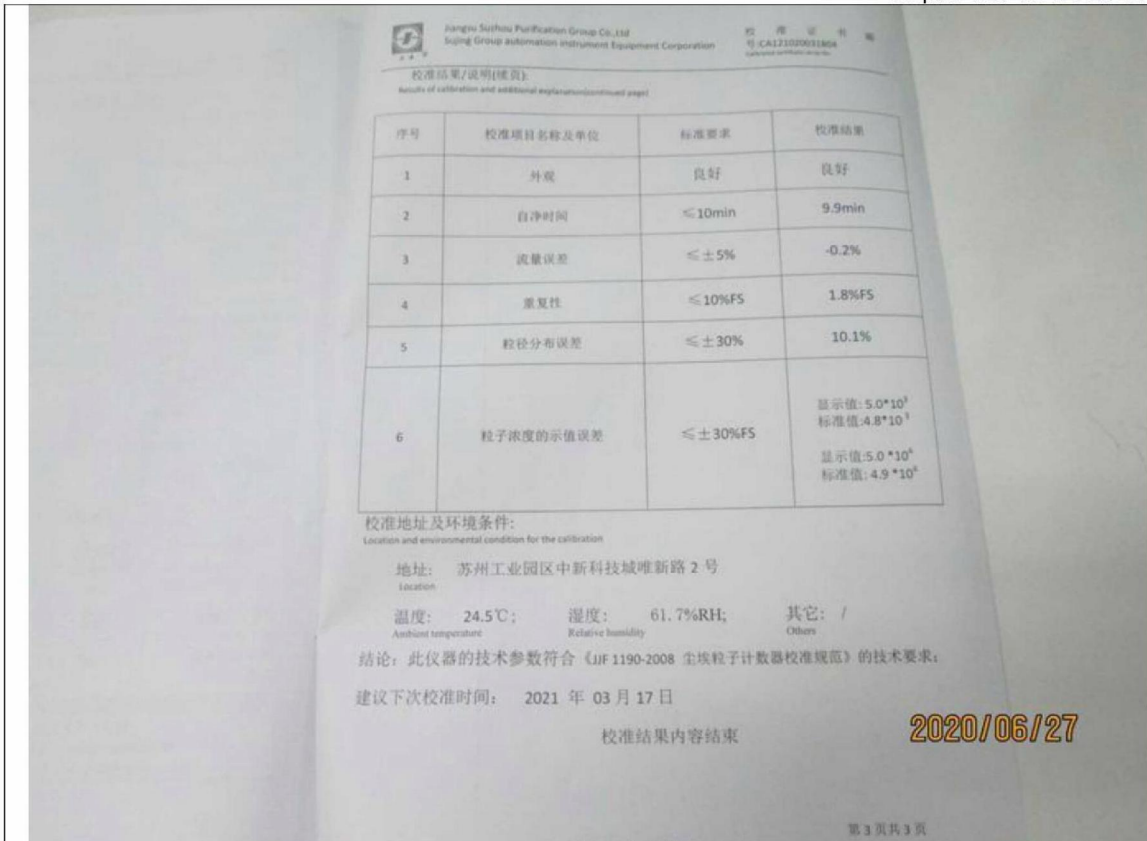 Jiangsu Suzhou Purification Group Co.,Ltd
Sujing Group automation instrument Equipment Corporation
校 准 证 书 编
号:CA121020031804
校准结果/说明(续页):
Results of calibration and additional explanation(continued page)
序号 校准项目名称及单位 标准要求 校准结果
1 外观 良好 良好
2 自净时间 ≤10min 9.9min
3 流量误差 ≤±5% -0.2%
4 重复性 ≤10%FS 1.8%FS
5 粒径分布误差 ≤±30% 10.1%
6 粒子浓度的示值误差 ≤±30%FS
显示值:5.0*10³
标准值:4.8*10³
显示值:5.0 *10⁴
标准值: 4.9 *10⁴
校准地址及环境条件:
Location and environmental condition for the calibration
地址: 苏州工业园区中新科技城唯新路 2 号
Location
温度: 24.5℃; 湿度: 61.7%RH; 其它: /
Ambient temperature Relative humidity Others
结论: 此仪器的技术参数符合《JJF 1190-2008 尘埃粒子计数器校准规范》的技术要求;
建议下次校准时间: 2021 年 03 月 17 日
校准结果内容结束
2020/06/27
第 3 页共 3 页